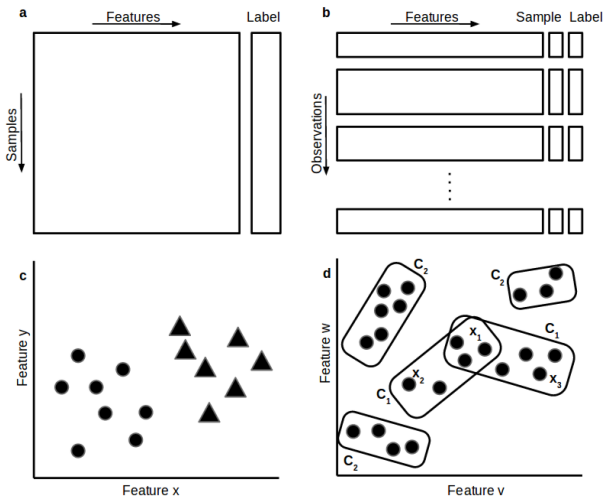 a
Features
Label
Samples
b
Features
Sample
Label
Observations
c
Feature y
Feature x
d
Feature w
C2
C2
x1
C1
x2
x3
C1
C2
Feature v